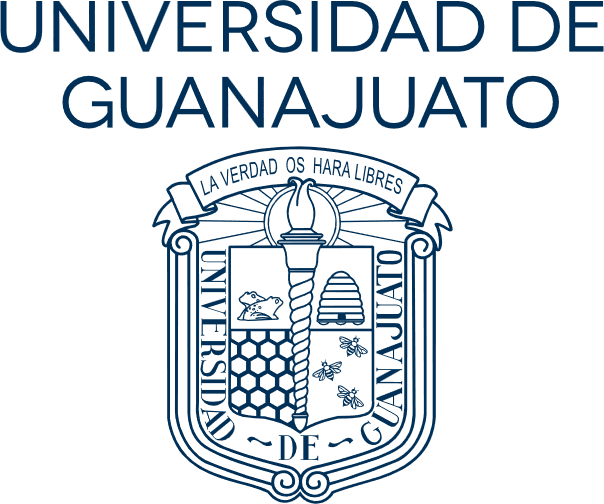 UNIVERSIDAD DE
GUANAJUATO
LA VERDAD OS HARA LIBRES
UNIVERSIDAD
~ DE ~
GUANAJUATO